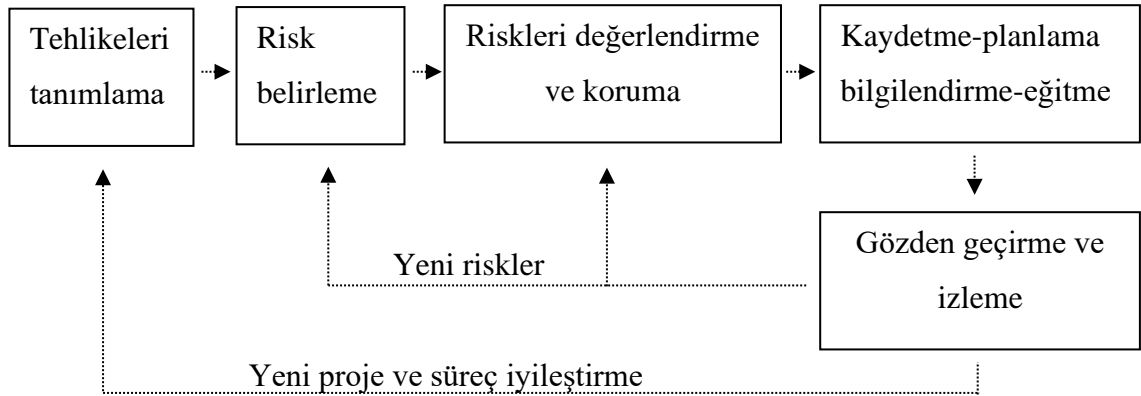 Tehlikeleri
tanımlama
Risk
belirleme
Riskleri değerlendirme
ve koruma
Kaydetme-planlama
bilgilendirme-eğitme
Gözden geçirme ve
izleme
Yeni riskler
Yeni proje ve süreç iyileştirme